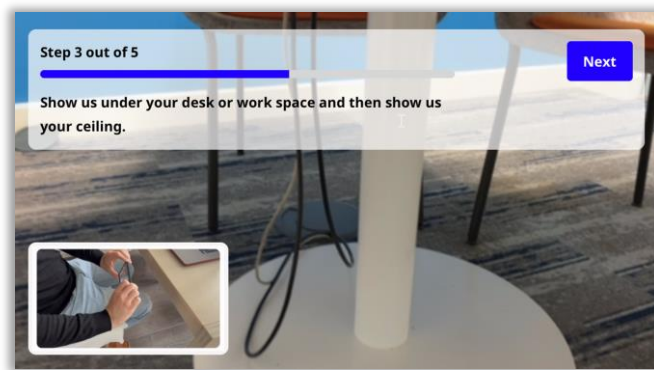 Step 3 out of 5
Next
Show us under your desk or work space and then show us
your ceiling.